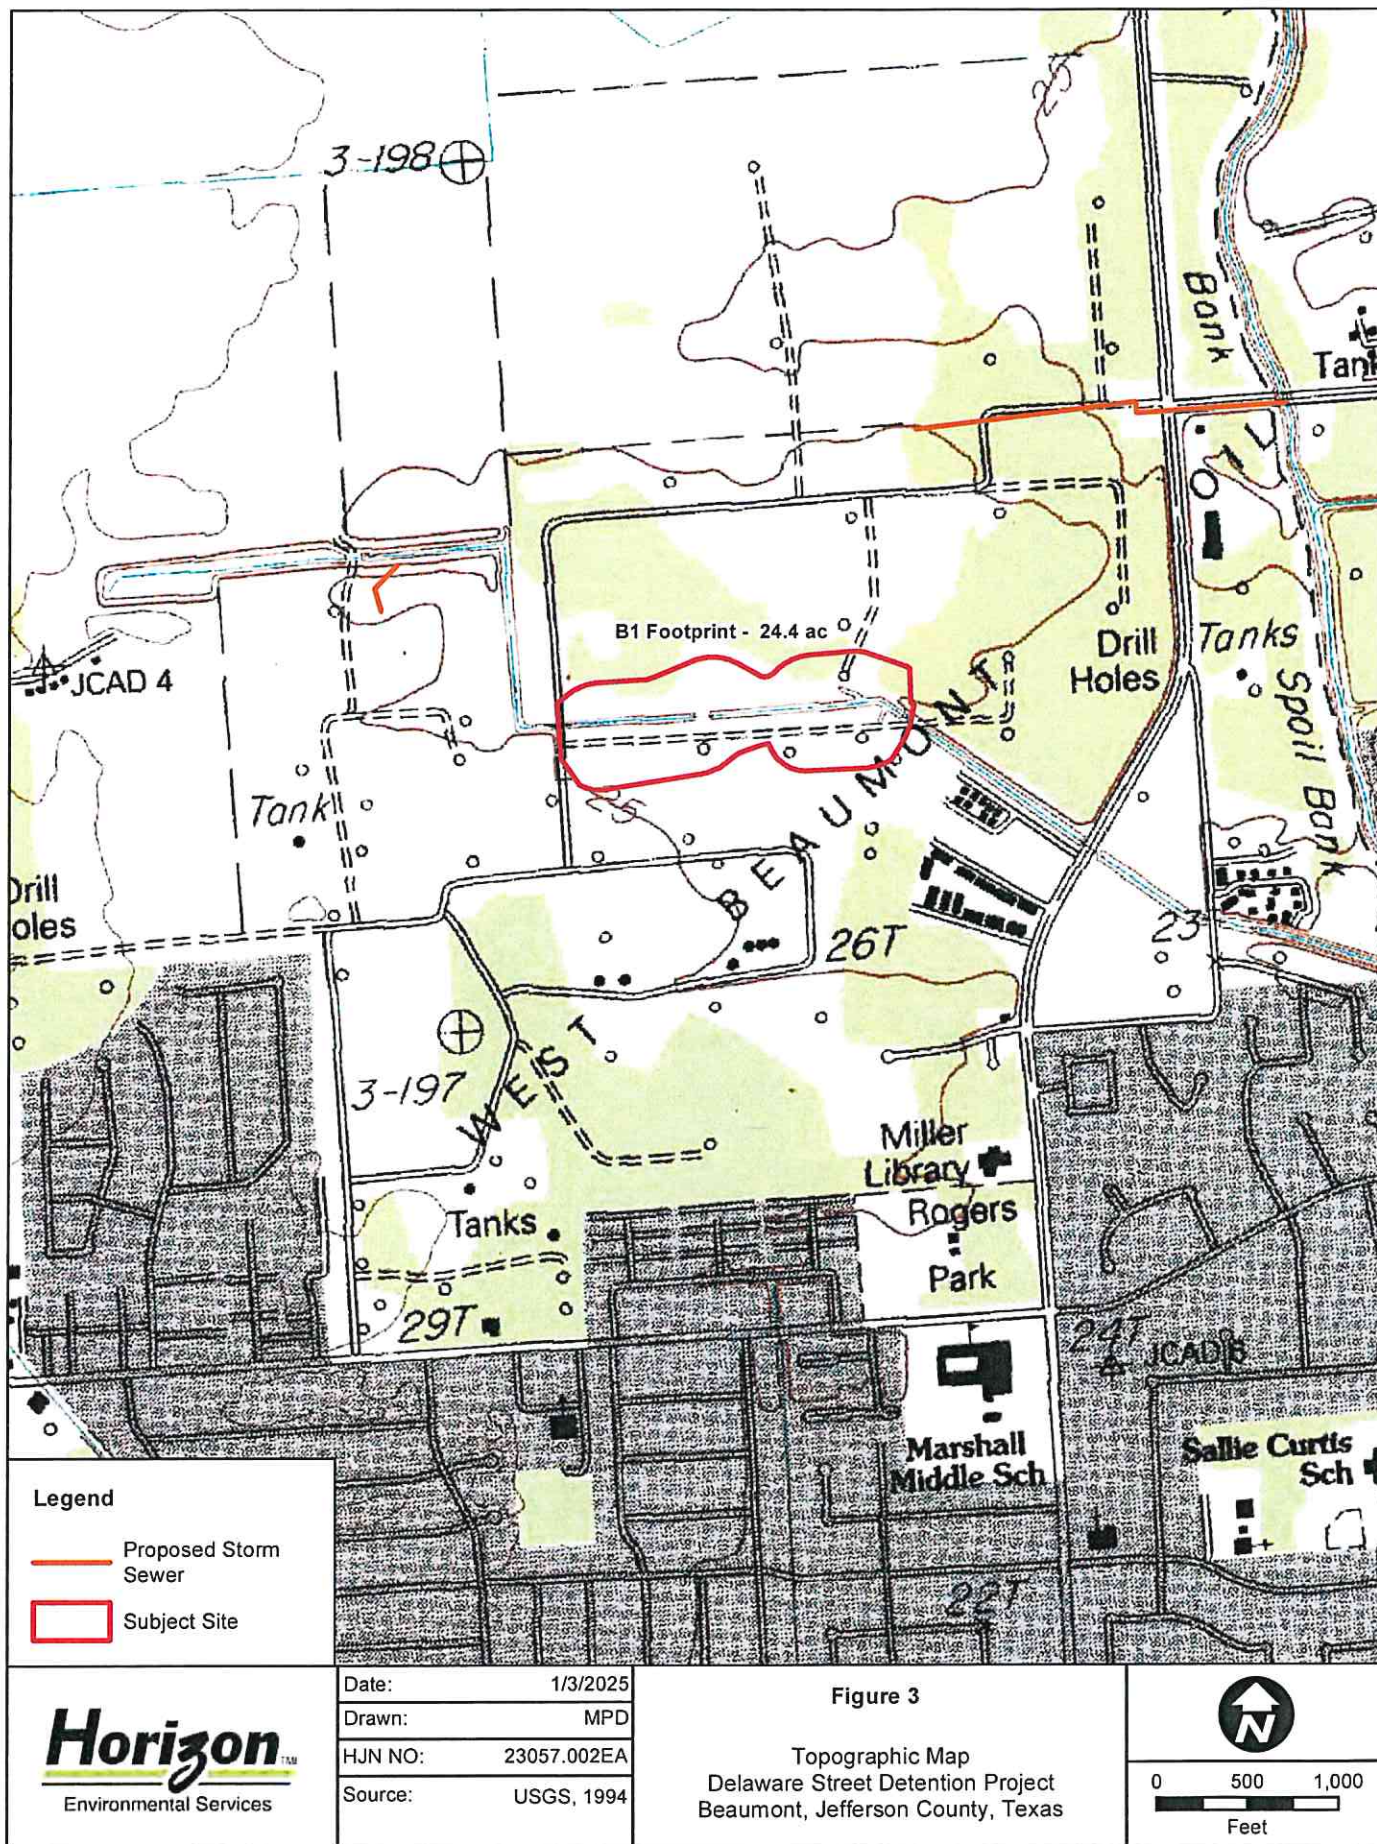 3-198
25
Bank
Tank
OIL
B1 Footprint - 24.4 ac
Drill
Holes
Tanks
JCAD 4
Spoil Bank
Tank
25
WEST BEAUMONT
Drill
oles
26T
23
3-197
Miller
Library
Rogers
Park
Tanks
29T
24T
JCAD 6
Marshall
Middle Sch
Sallie Curtis
Sch
22T
Legend
Proposed Storm
Sewer
Subject Site
Horizon TM
Environmental Services
Date: 1/3/2025
Drawn: MPD
HJN NO: 23057.002EA
Source: USGS, 1994
Figure 3
Topographic Map
Delaware Street Detention Project
Beaumont, Jefferson County, Texas
N
0 500 1,000
Feet